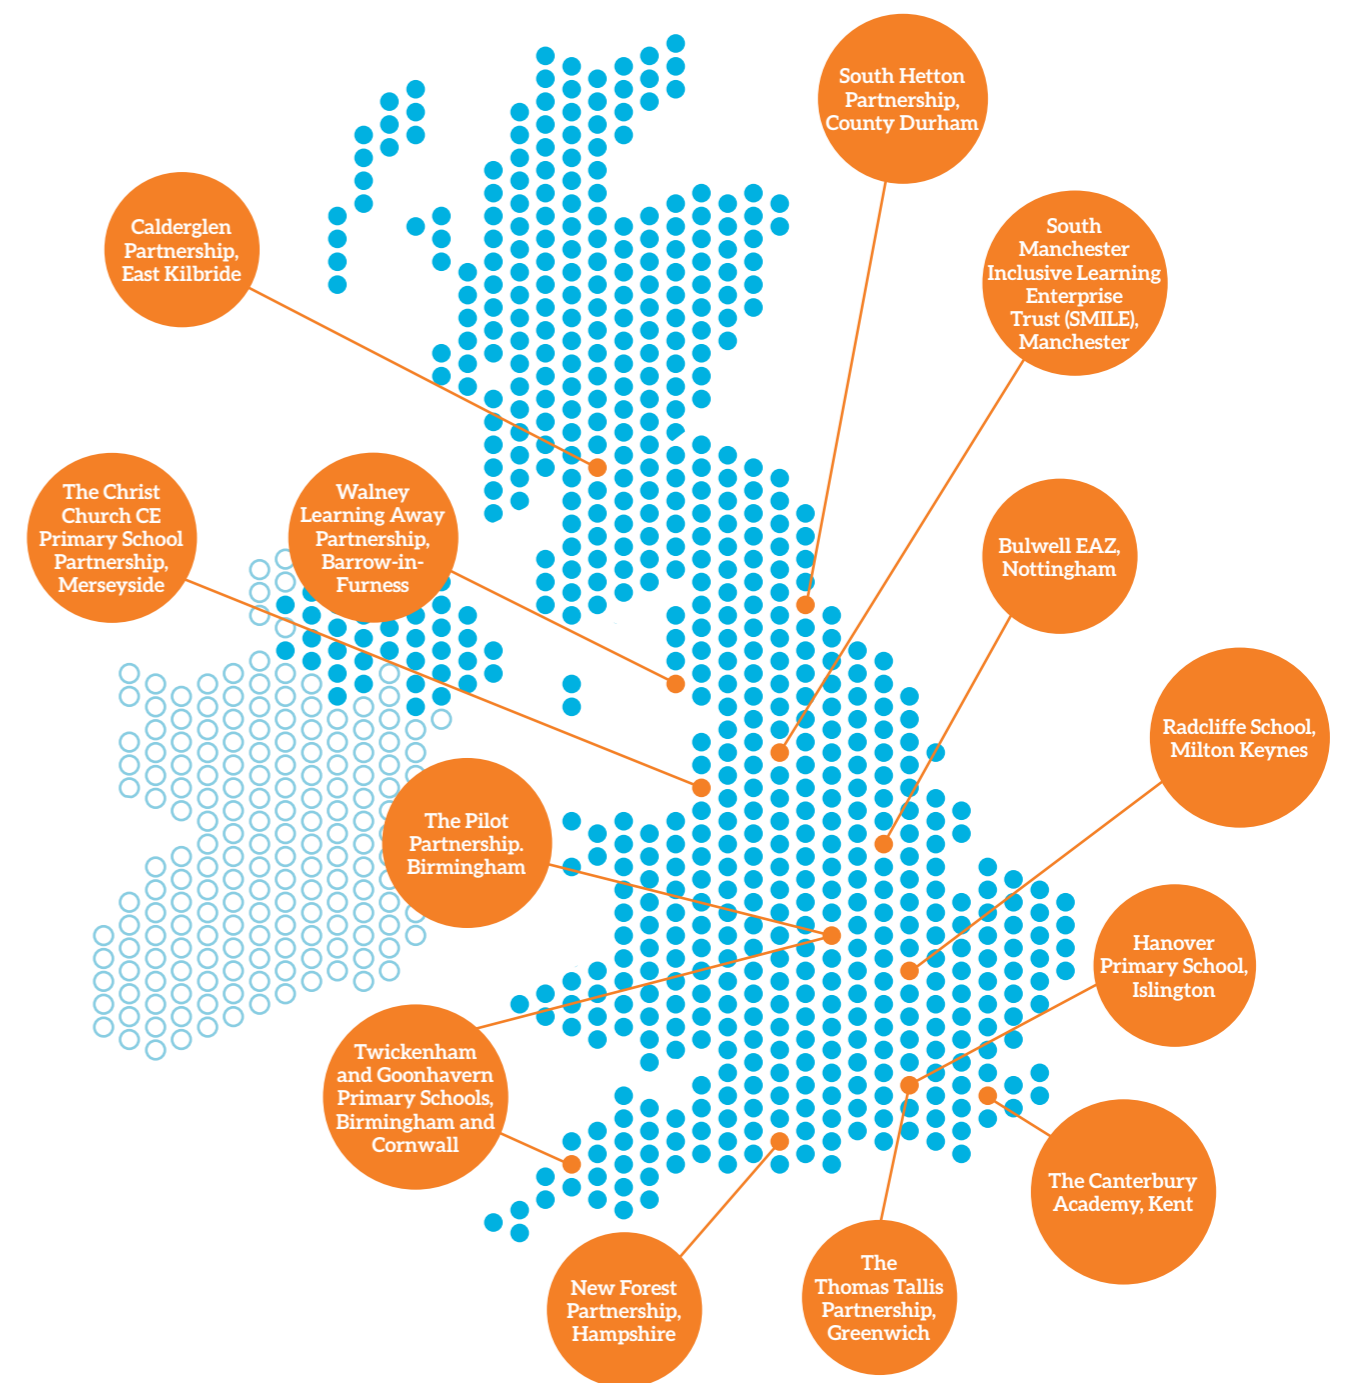 South Hetton
Partnership,
County Durham
Calderglen
Partnership,
East Kilbride
South
Manchester
Inclusive Learning
Enterprise
Trust (SMILE),
Manchester
The Christ
Church CE
Primary School
Partnership,
Merseyside
Walney
Learning Away
Partnership,
Barrow-in-
Furness
Bulwell EAZ,
Nottingham
Radcliffe School,
Milton Keynes
The Pilot
Partnership.
Birmingham
Hanover
Primary School,
Islington
Twickenham
and Goonhavern
Primary Schools,
Birmingham and
Cornwall
The Canterbury
Academy, Kent
New Forest
Partnership,
Hampshire
The
Thomas Tallis
Partnership,
Greenwich